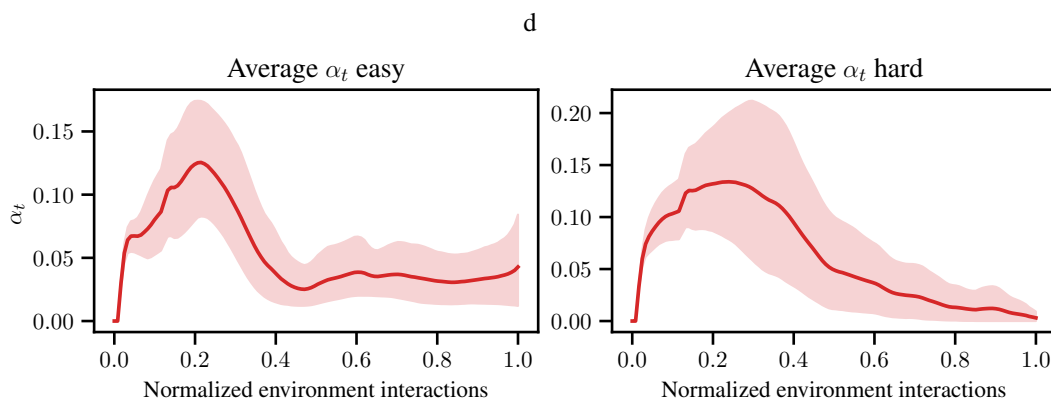 d
Average αt easy
Average αt hard
0.15
0.10
0.05
0.00
αt
0.0 0.2 0.4 0.6 0.8 1.0
Normalized environment interactions
0.20
0.15
0.10
0.05
0.00
0.0 0.2 0.4 0.6 0.8 1.0
Normalized environment interactions